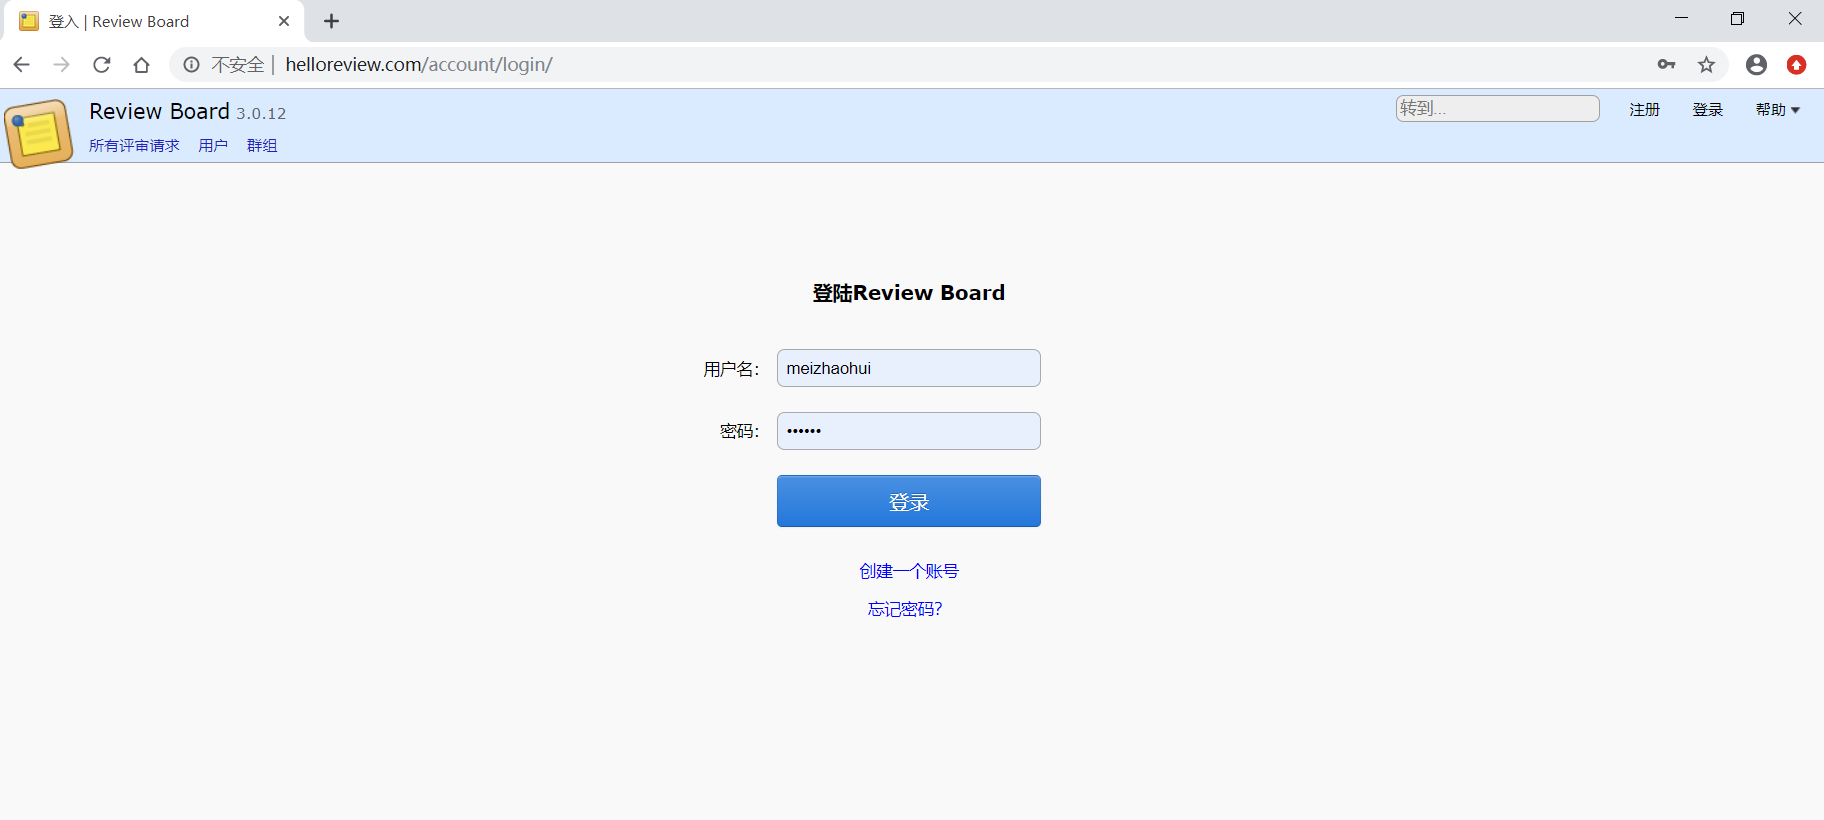 登入 | Review Board
不安全 | helloreview.com/account/login/
Review Board 3.0.12
转到...
注册 登录 帮助
所有评审请求 用户 群组
登陆Review Board
用户名： meizhaohui
密码： ••••••
登录
创建一个账号
忘记密码？